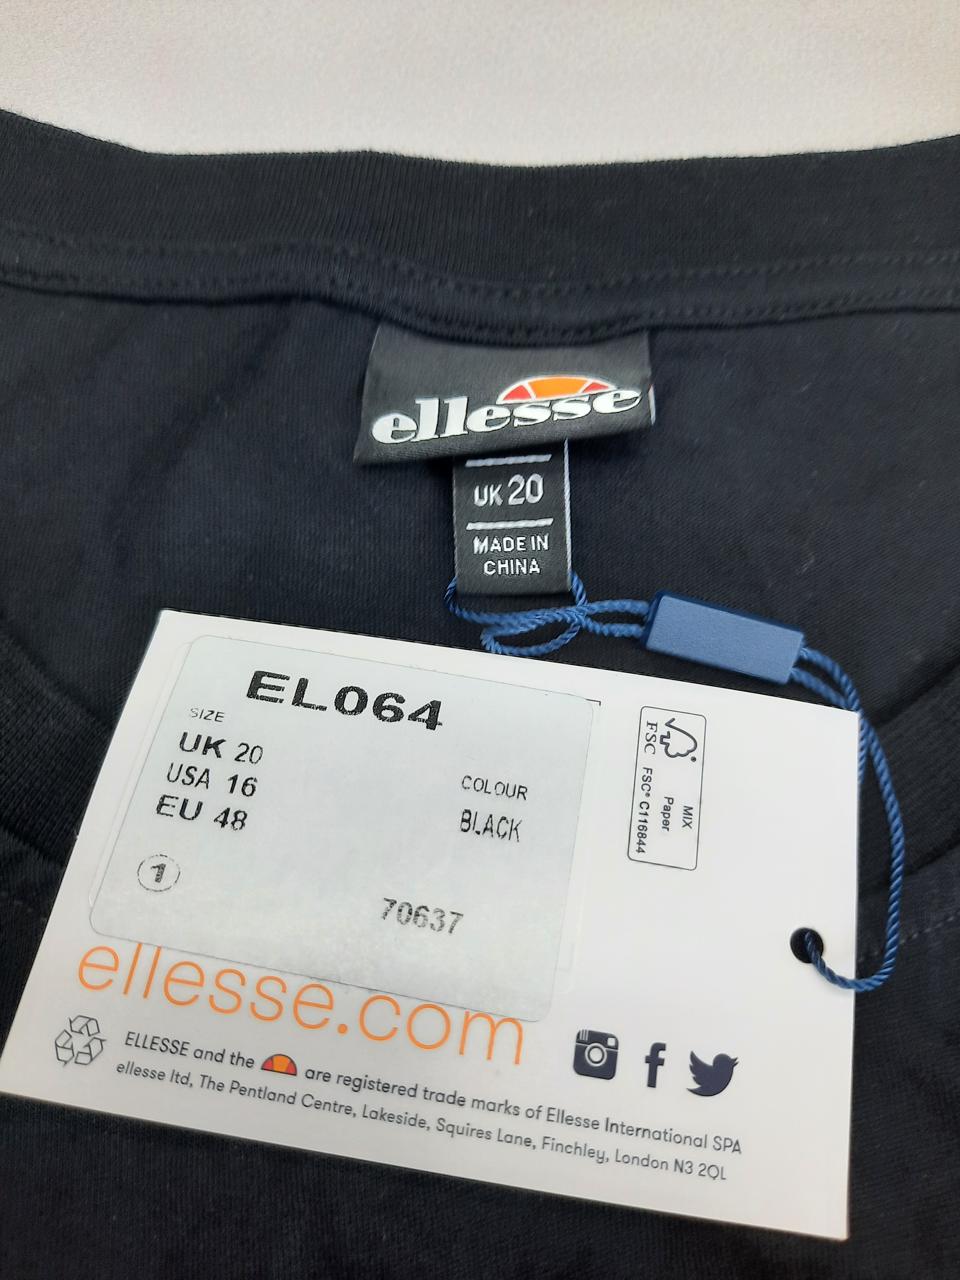 ellesse
UK 20
MADE IN
CHINA
EL064
SIZE
UK 20
USA 16
EU 48
COLOUR
BLACK
1
70637
FSC
FSC® C116844
MIX
Paper
ellesse.com
ELLESSE and the are registered trade marks of Ellesse International SPA
ellesse ltd, The Pentland Centre, Lakeside, Squires Lane, Finchley, London N3 2QL